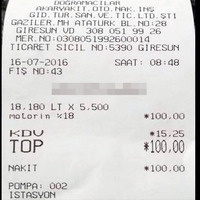 DOĞRAMACILAR
AKARYAKIT.OTO.NAK.İNŞ
GID.TUR.SAN.VE.TİC.LTD.ŞTİ
GAZİLER.MH ATATÜRK BL.NO:28
GİRESUN VD 308 051 99 26
MER.NO:0308051992600014
TİCARET SİCİL NO:5390 GİRESUN
16-07-2016 SAAT: 08:48
FİŞ NO:43
18,180 LT X 5,500
motorin %18 *100,00
KDV *15,25
TOP *100,00
NAKİT *100,00
POMPA: 002
İSTASYON